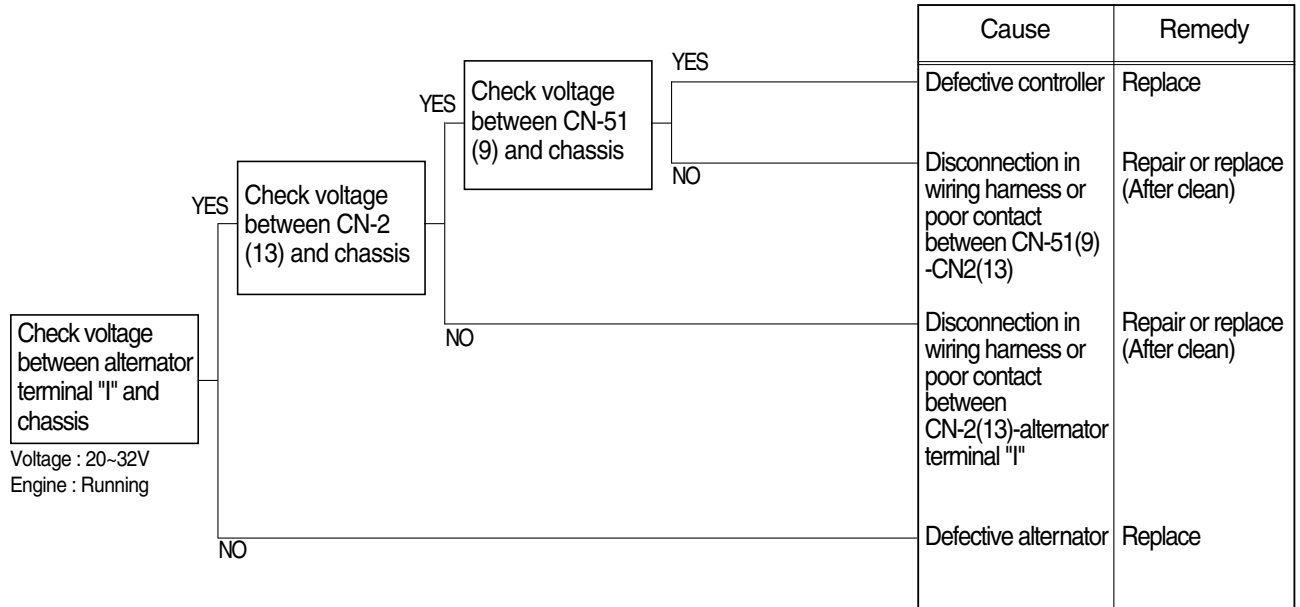 Cause
Remedy
YES
Defective controller
Replace
YES
Check voltage
between CN-51
(9) and chassis
NO
Disconnection in
wiring harness or
poor contact
between CN-51(9)
-CN2(13)
Repair or replace
(After clean)
YES
Check voltage
between CN-2
(13) and chassis
NO
Disconnection in
wiring harness or
poor contact
between
CN-2(13)-alternator
terminal "I"
Repair or replace
(After clean)
Check voltage
between alternator
terminal "I" and
chassis
Voltage : 20~32V
Engine : Running
NO
Defective alternator
Replace